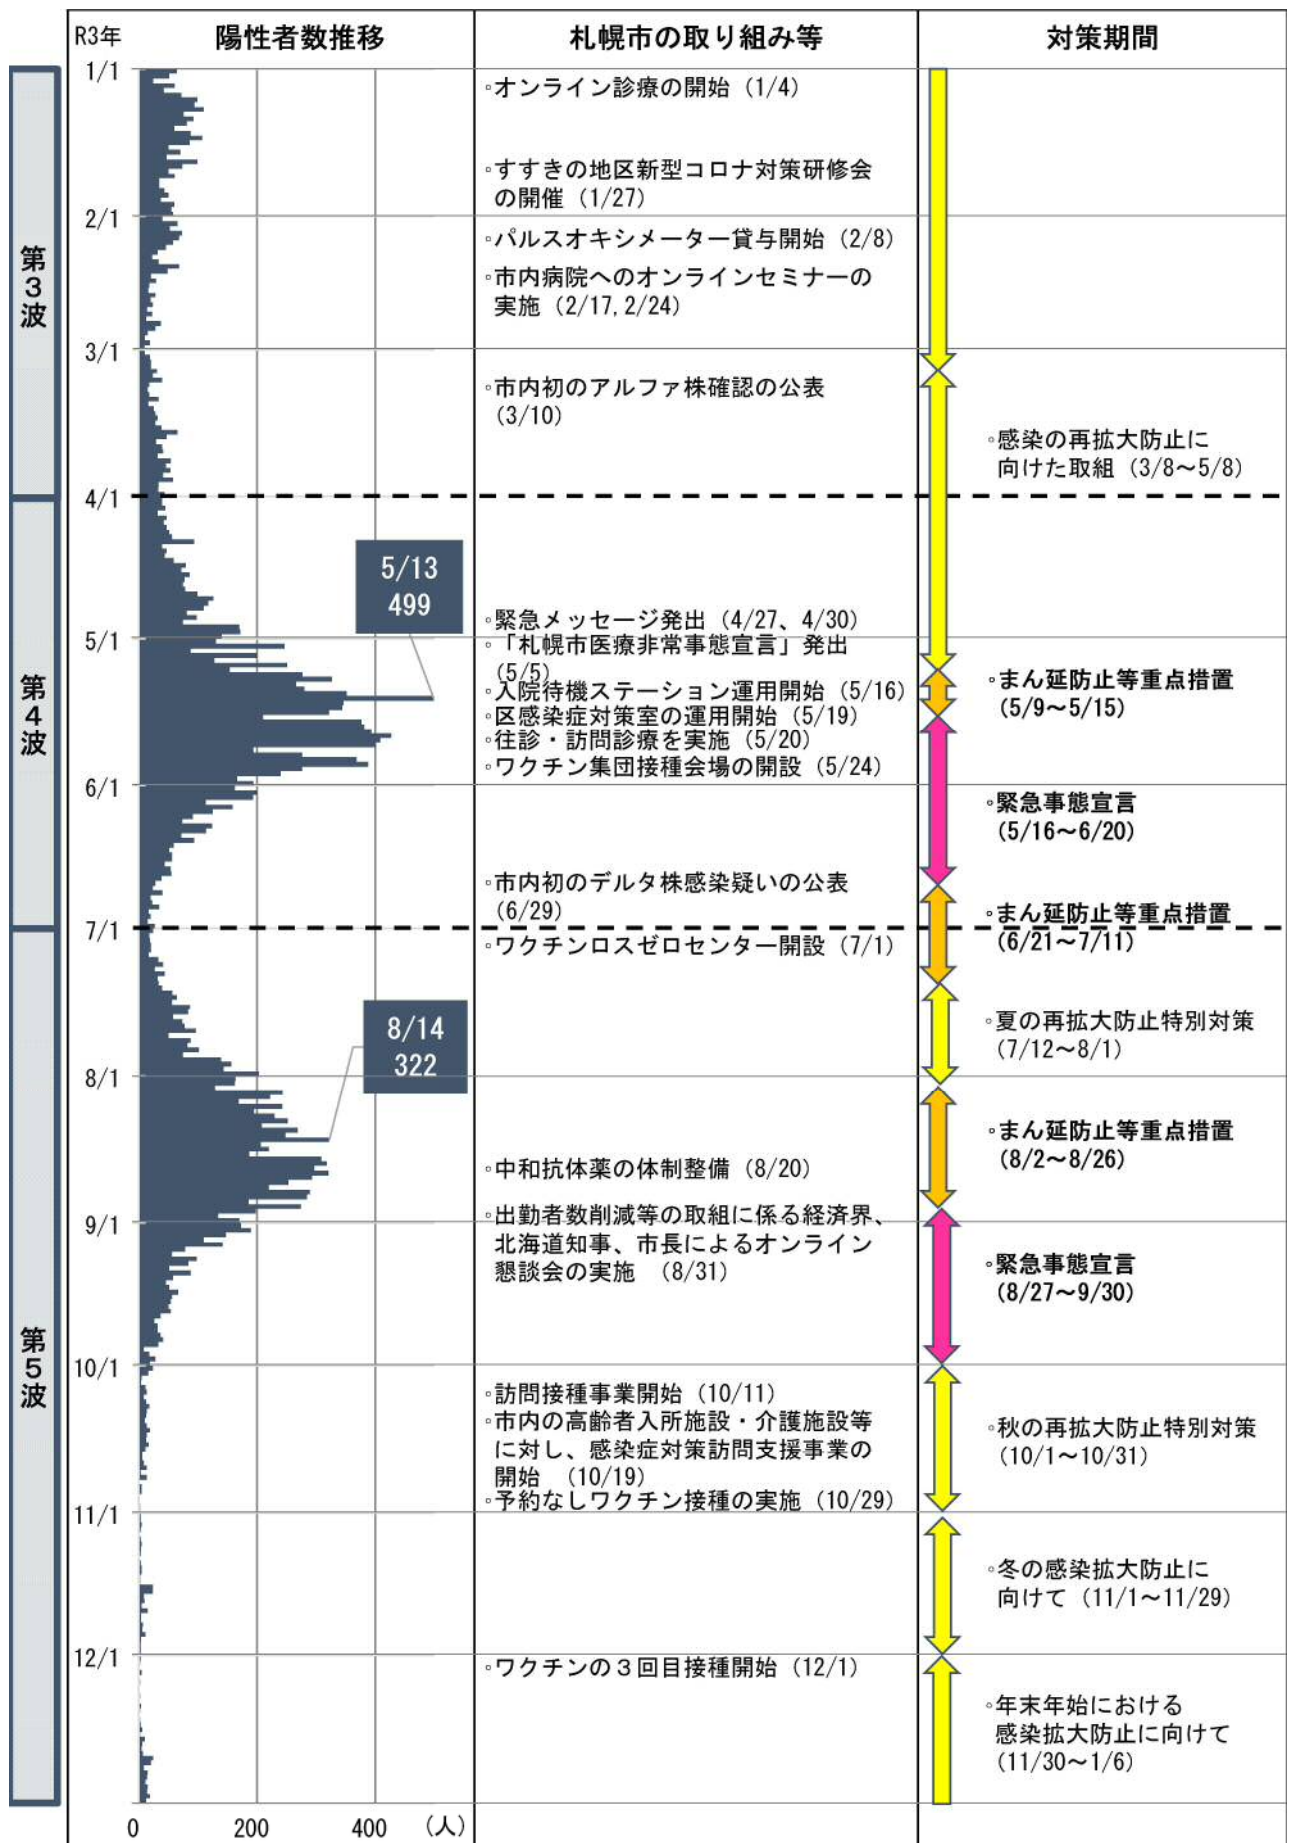 R3年
陽性者数推移
札幌市の取り組み等
対策期間
第3波
第4波
第5波
1/1
2/1
3/1
4/1
5/1
6/1
7/1
8/1
9/1
10/1
11/1
12/1
5/13
499
8/14
322
0
200
400
(人)
◦オンライン診療の開始（1/4）
◦すすきの地区新型コロナ対策研修会
の開催（1/27）
◦パルスオキシメーター貸与開始（2/8）
◦市内病院へのオンラインセミナーの
実施（2/17, 2/24）
◦市内初のアルファ株確認の公表
(3/10)
◦緊急メッセージ発出（4/27、4/30）
◦「札幌市医療非常事態宣言」発出
(5/5)
◦入院待機ステーション運用開始（5/16）
◦区感染症対策室の運用開始（5/19）
◦往診・訪問診療を実施（5/20）
◦ワクチン集団接種会場の開設（5/24）
◦市内初のデルタ株感染疑いの公表
(6/29)
◦ワクチンロスゼロセンター開設（7/1）
◦中和抗体薬の体制整備（8/20）
◦出勤者数削減等の取組に係る経済界、
北海道知事、市長によるオンライン
懇談会の実施　（8/31）
◦訪問接種事業開始（10/11）
◦市内の高齢者入所施設・介護施設等
に対し、感染症対策訪問支援事業の
開始　（10/19）
◦予約なしワクチン接種の実施（10/29）
◦ワクチンの３回目接種開始（12/1）
◦感染の再拡大防止に
向けた取組（3/8～5/8）
◦まん延防止等重点措置
(5/9～5/15)
◦緊急事態宣言
(5/16～6/20)
◦まん延防止等重点措置
(6/21～7/11)
◦夏の再拡大防止特別対策
(7/12～8/1)
◦まん延防止等重点措置
(8/2～8/26)
◦緊急事態宣言
(8/27～9/30)
◦秋の再拡大防止特別対策
(10/1～10/31)
◦冬の感染拡大防止に
向けて（11/1～11/29）
◦年末年始における
感染拡大防止に向けて
(11/30～1/6)